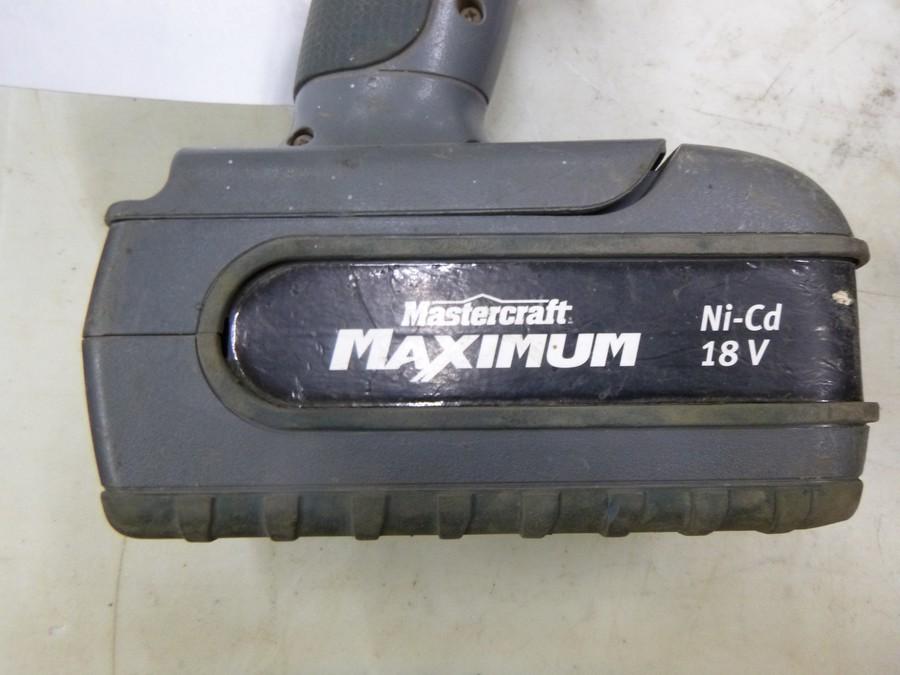 Mastercraft
MAXIMUM
Ni-Cd
18 V